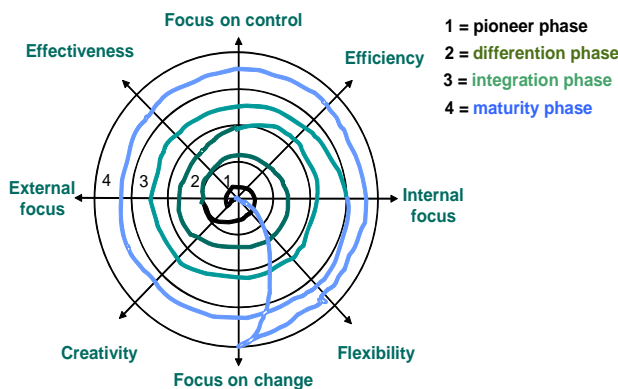 Focus on control
1 = pioneer phase
Effectiveness
Efficiency
2 = differention phase
3 = integration phase
4 = maturity phase
4
3
2
1
External
focus
Internal
focus
Creativity
Flexibility
Focus on change